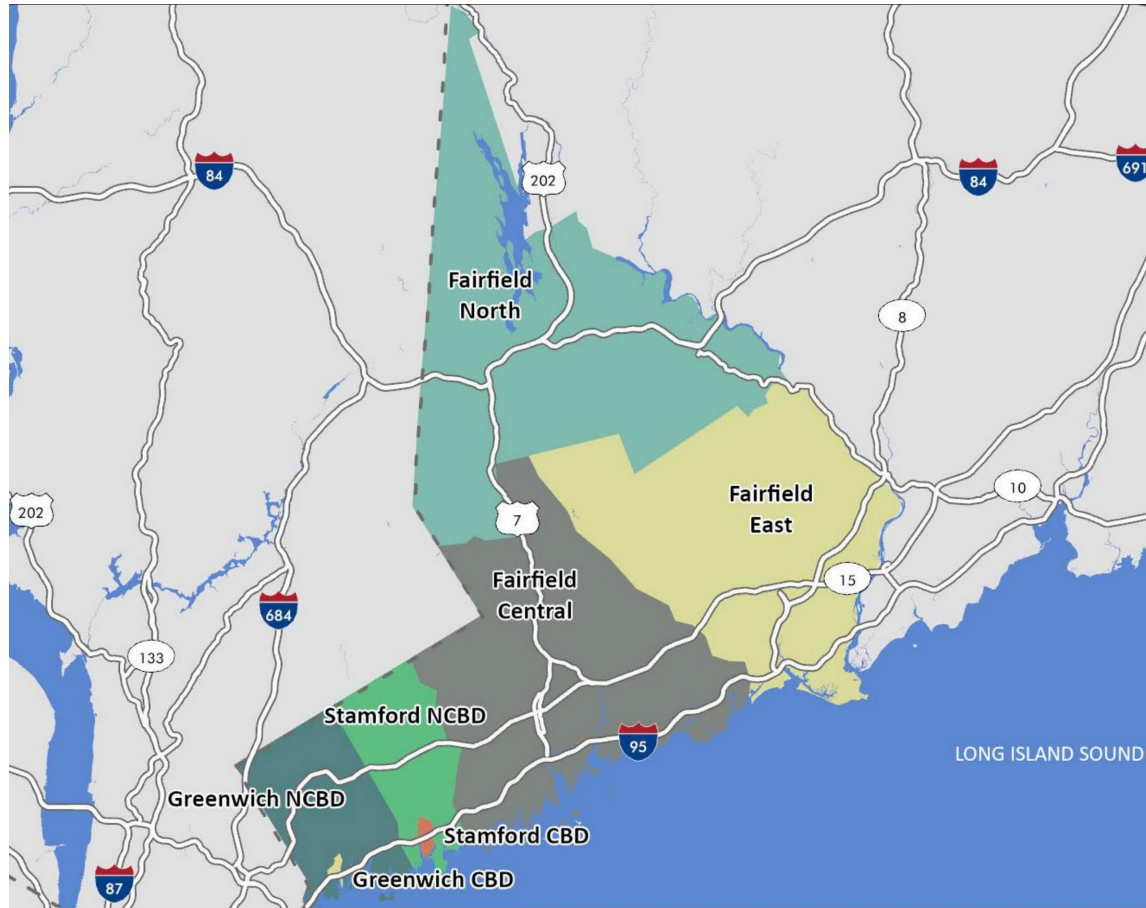 84
202
84
691
Fairfield
North
8
Fairfield
East
10
202
7
15
Fairfield
Central
684
133
Stamford NCBD
95
LONG ISLAND SOUND
Greenwich NCBD
Stamford CBD
Greenwich CBD
87